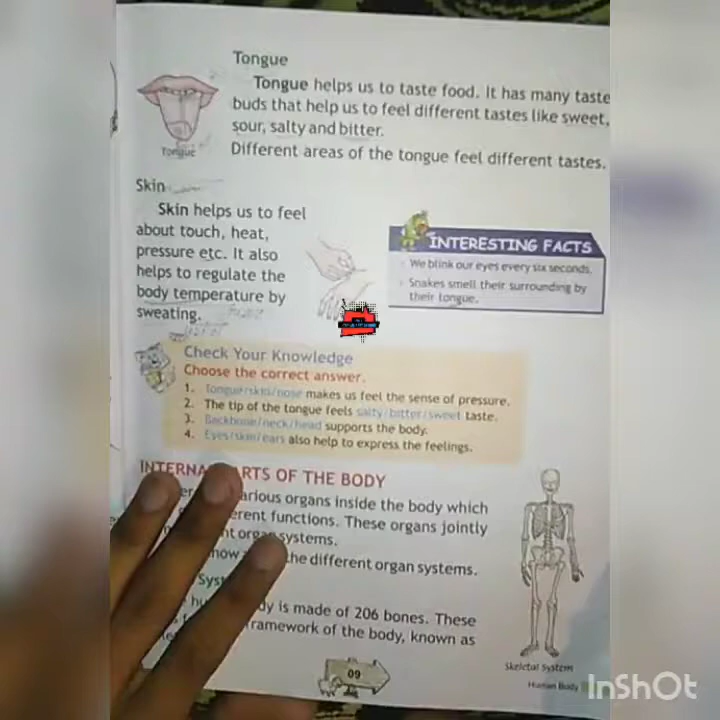 Tongue
Tongue helps us to taste food. It has many taste
buds that help us to feel different tastes like sweet,
sour, salty and bitter.
Tongue
Different areas of the tongue feel different tastes.
Skin
Skin helps us to feel
about touch, heat,
pressure etc. It also
helps to regulate the
body temperature by
sweating.
INTERESTING FACTS
We blink our eyes every six seconds.
Snakes smell their surrounding by
their tongue.
Check Your Knowledge
Choose the correct answer.
1. Tongue/skin/nose makes us feel the sense of pressure.
2. The tip of the tongue feels salty/bitter/sweet taste.
3. Backbone/neck/head supports the body.
4. Eyes/skin/ears also help to express the feelings.
INTERNA ARTS OF THE BODY
arious organs inside the body which
erent functions. These organs jointly
nt organ systems.
now the different organ systems.
Syst
dy is made of 206 bones. These
framework of the body, known as
Skeletal System
09
Human Body
InShOt